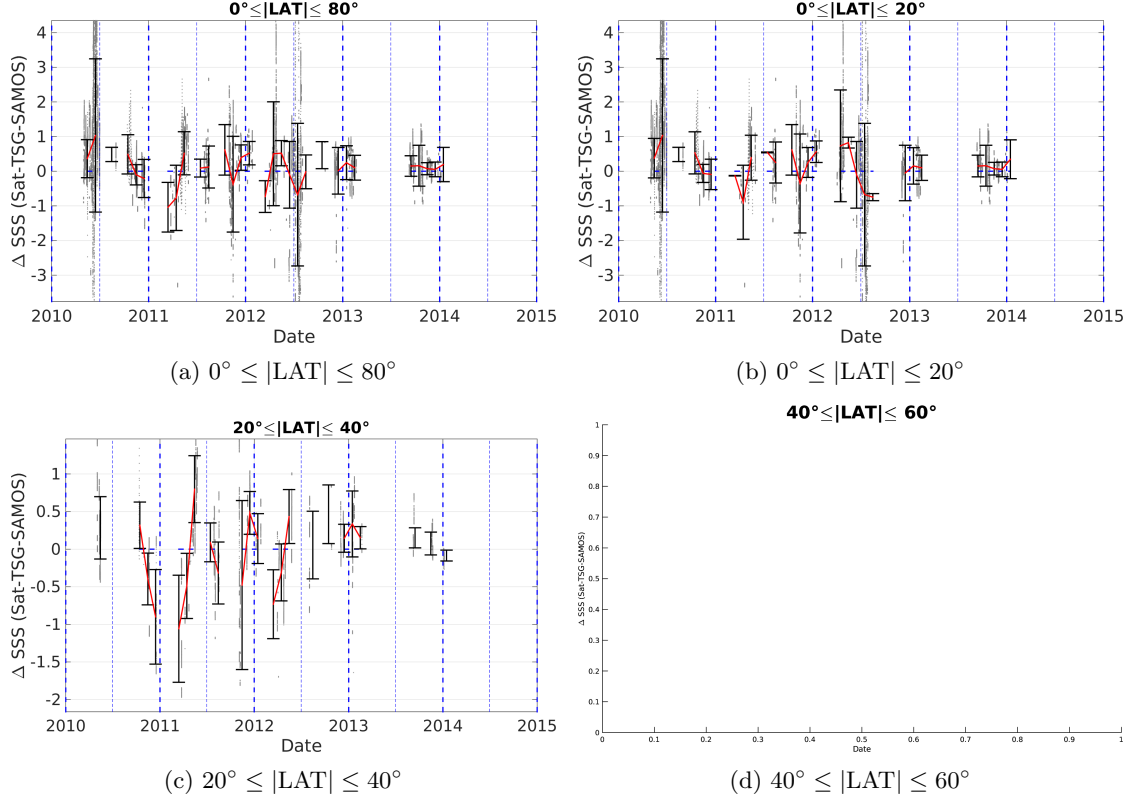 0°≤|LAT|≤ 80°
Δ SSS (Sat-TSG-SAMOS)
4
3
2
1
0
-1
-2
-3
2010 2011 2012 2013 2014 2015
Date
(a) 0° ≤ |LAT| ≤ 80°
0°≤|LAT|≤ 20°
Δ SSS (Sat-TSG-SAMOS)
4
3
2
1
0
-1
-2
-3
2010 2011 2012 2013 2014 2015
Date
(b) 0° ≤ |LAT| ≤ 20°
20°≤|LAT|≤ 40°
Δ SSS (Sat-TSG-SAMOS)
1
0.5
0
-0.5
-1
-1.5
-2
2010 2011 2012 2013 2014 2015
Date
(c) 20° ≤ |LAT| ≤ 40°
40°≤|LAT|≤ 60°
Δ SSS (Sat-TSG-SAMOS)
1
0.9
0.8
0.7
0.6
0.5
0.4
0.3
0.2
0.1
0
0 0.1 0.2 0.3 0.4 0.5 0.6 0.7 0.8 0.9 1
Date
(d) 40° ≤ |LAT| ≤ 60°